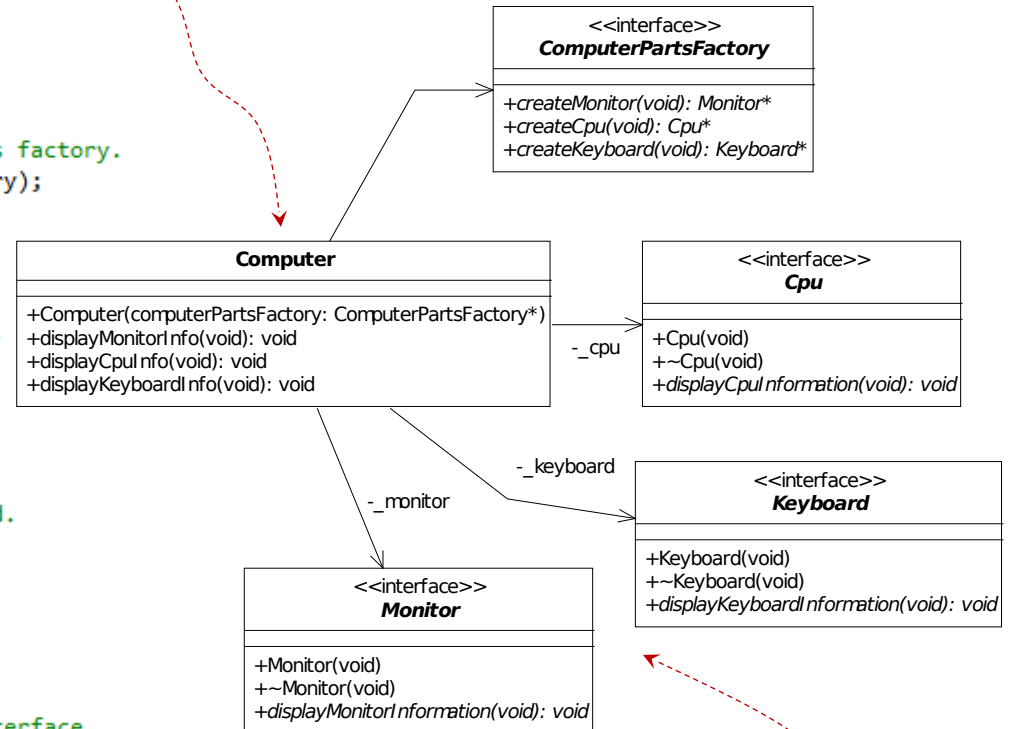 <<interface>>
ComputerPartsFactory
+createMonitor(void): Monitor*
+createCpu(void): Cpu*
+createKeyboard(void): Keyboard*
factory.
);
Computer
+Computer(computerPartsFactory: ComputerPartsFactory*)
+displayMonitorInfo(void): void
+displayCpuInfo(void): void
+displayKeyboardInfo(void): void
-_cpu
<<interface>>
Cpu
+Cpu(void)
+~Cpu(void)
+displayCpuInformation(void): void
-_keyboard
-_monitor
<<interface>>
Keyboard
+Keyboard(void)
+~Keyboard(void)
+displayKeyboardInformation(void): void
<<interface>>
Monitor
+Monitor(void)
+~Monitor(void)
+displayMonitorInformation(void): void